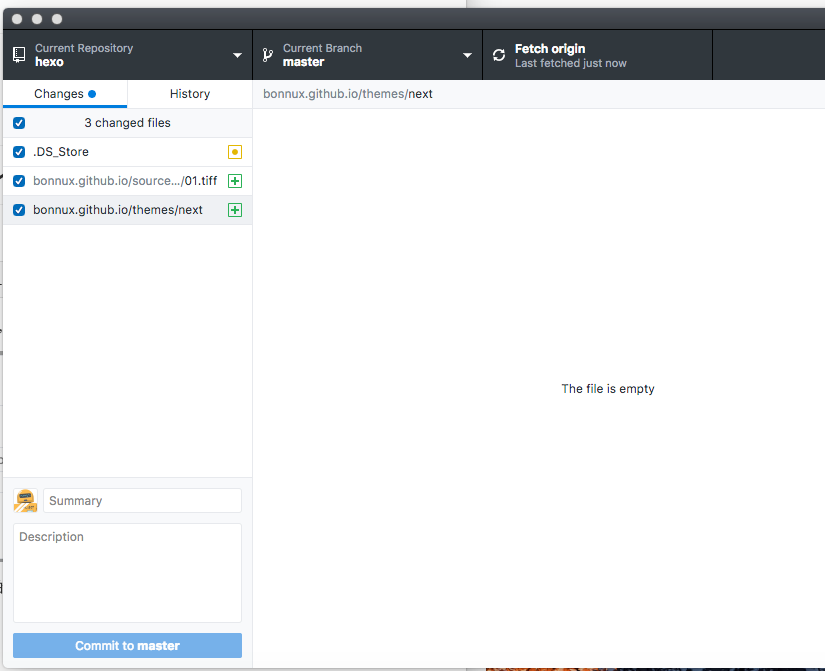 Current Repository
hexo
Current Branch
master
Fetch origin
Last fetched just now
Changes
History
bonnux.github.io/themes/next
3 changed files
.DS_Store
bonnux.github.io/source.../01.tiff
bonnux.github.io/themes/next
The file is empty
Summary
Description
Commit to master